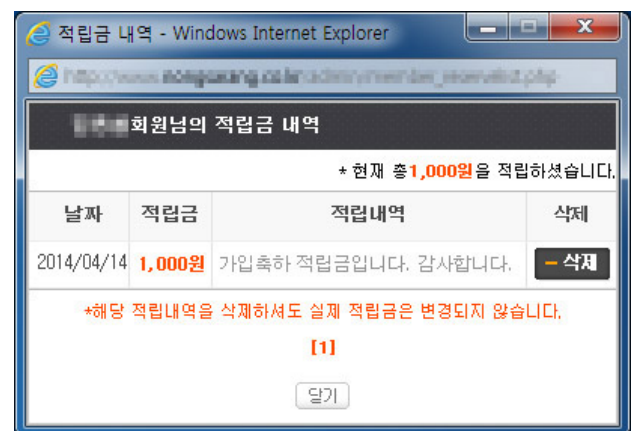 적립금 내역 - Windows Internet Explorer
회원님의 적립금 내역
* 현재 총1,000원을 적립하셨습니다.
날짜 적립금 적립내역 삭제
2014/04/14 1,000원 가입축하 적립금입니다. 감사합니다. 삭제
*해당 적립내역을 삭제하셔도 실제 적립금은 변경되지 않습니다.
[1]
닫기